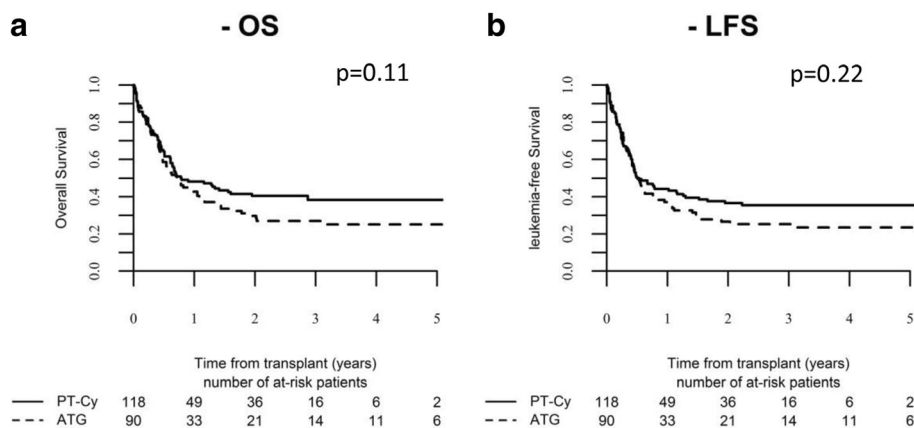 a - OS
p=0.11
Overall Survival
1.0
0.8
0.6
0.4
0.2
0.0
0 1 2 3 4 5
Time from transplant (years)
number of at-risk patients
PT-Cy 118 49 36 16 6 2
ATG 90 33 21 14 11 6
b - LFS
p=0.22
leukemia-free Survival
1.0
0.8
0.6
0.4
0.2
0.0
0 1 2 3 4 5
Time from transplant (years)
number of at-risk patients
PT-Cy 118 49 36 16 6 2
ATG 90 33 21 14 11 6